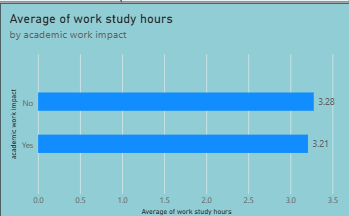 Average of work study hours
by academic work impact
academic work impact
No
3.28
Yes
3.21
0.0 0.5 1.0 1.5 2.0 2.5 3.0 3.5
Average of work study hours